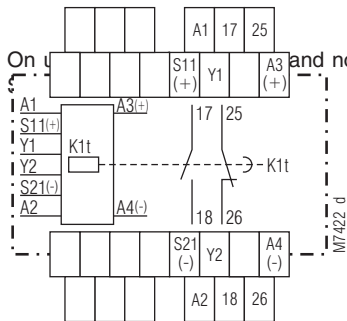 A1 17 25
On u and no
S11 (+) Y1 A3 (+)
A1 A3(+)
S11(+)
Y1
Y2
S21(-)
A2 A4(-)
K1t
17 25
K1t
18 26
S21 (-) Y2 A4 (-)
A2 18 26
M7422 d